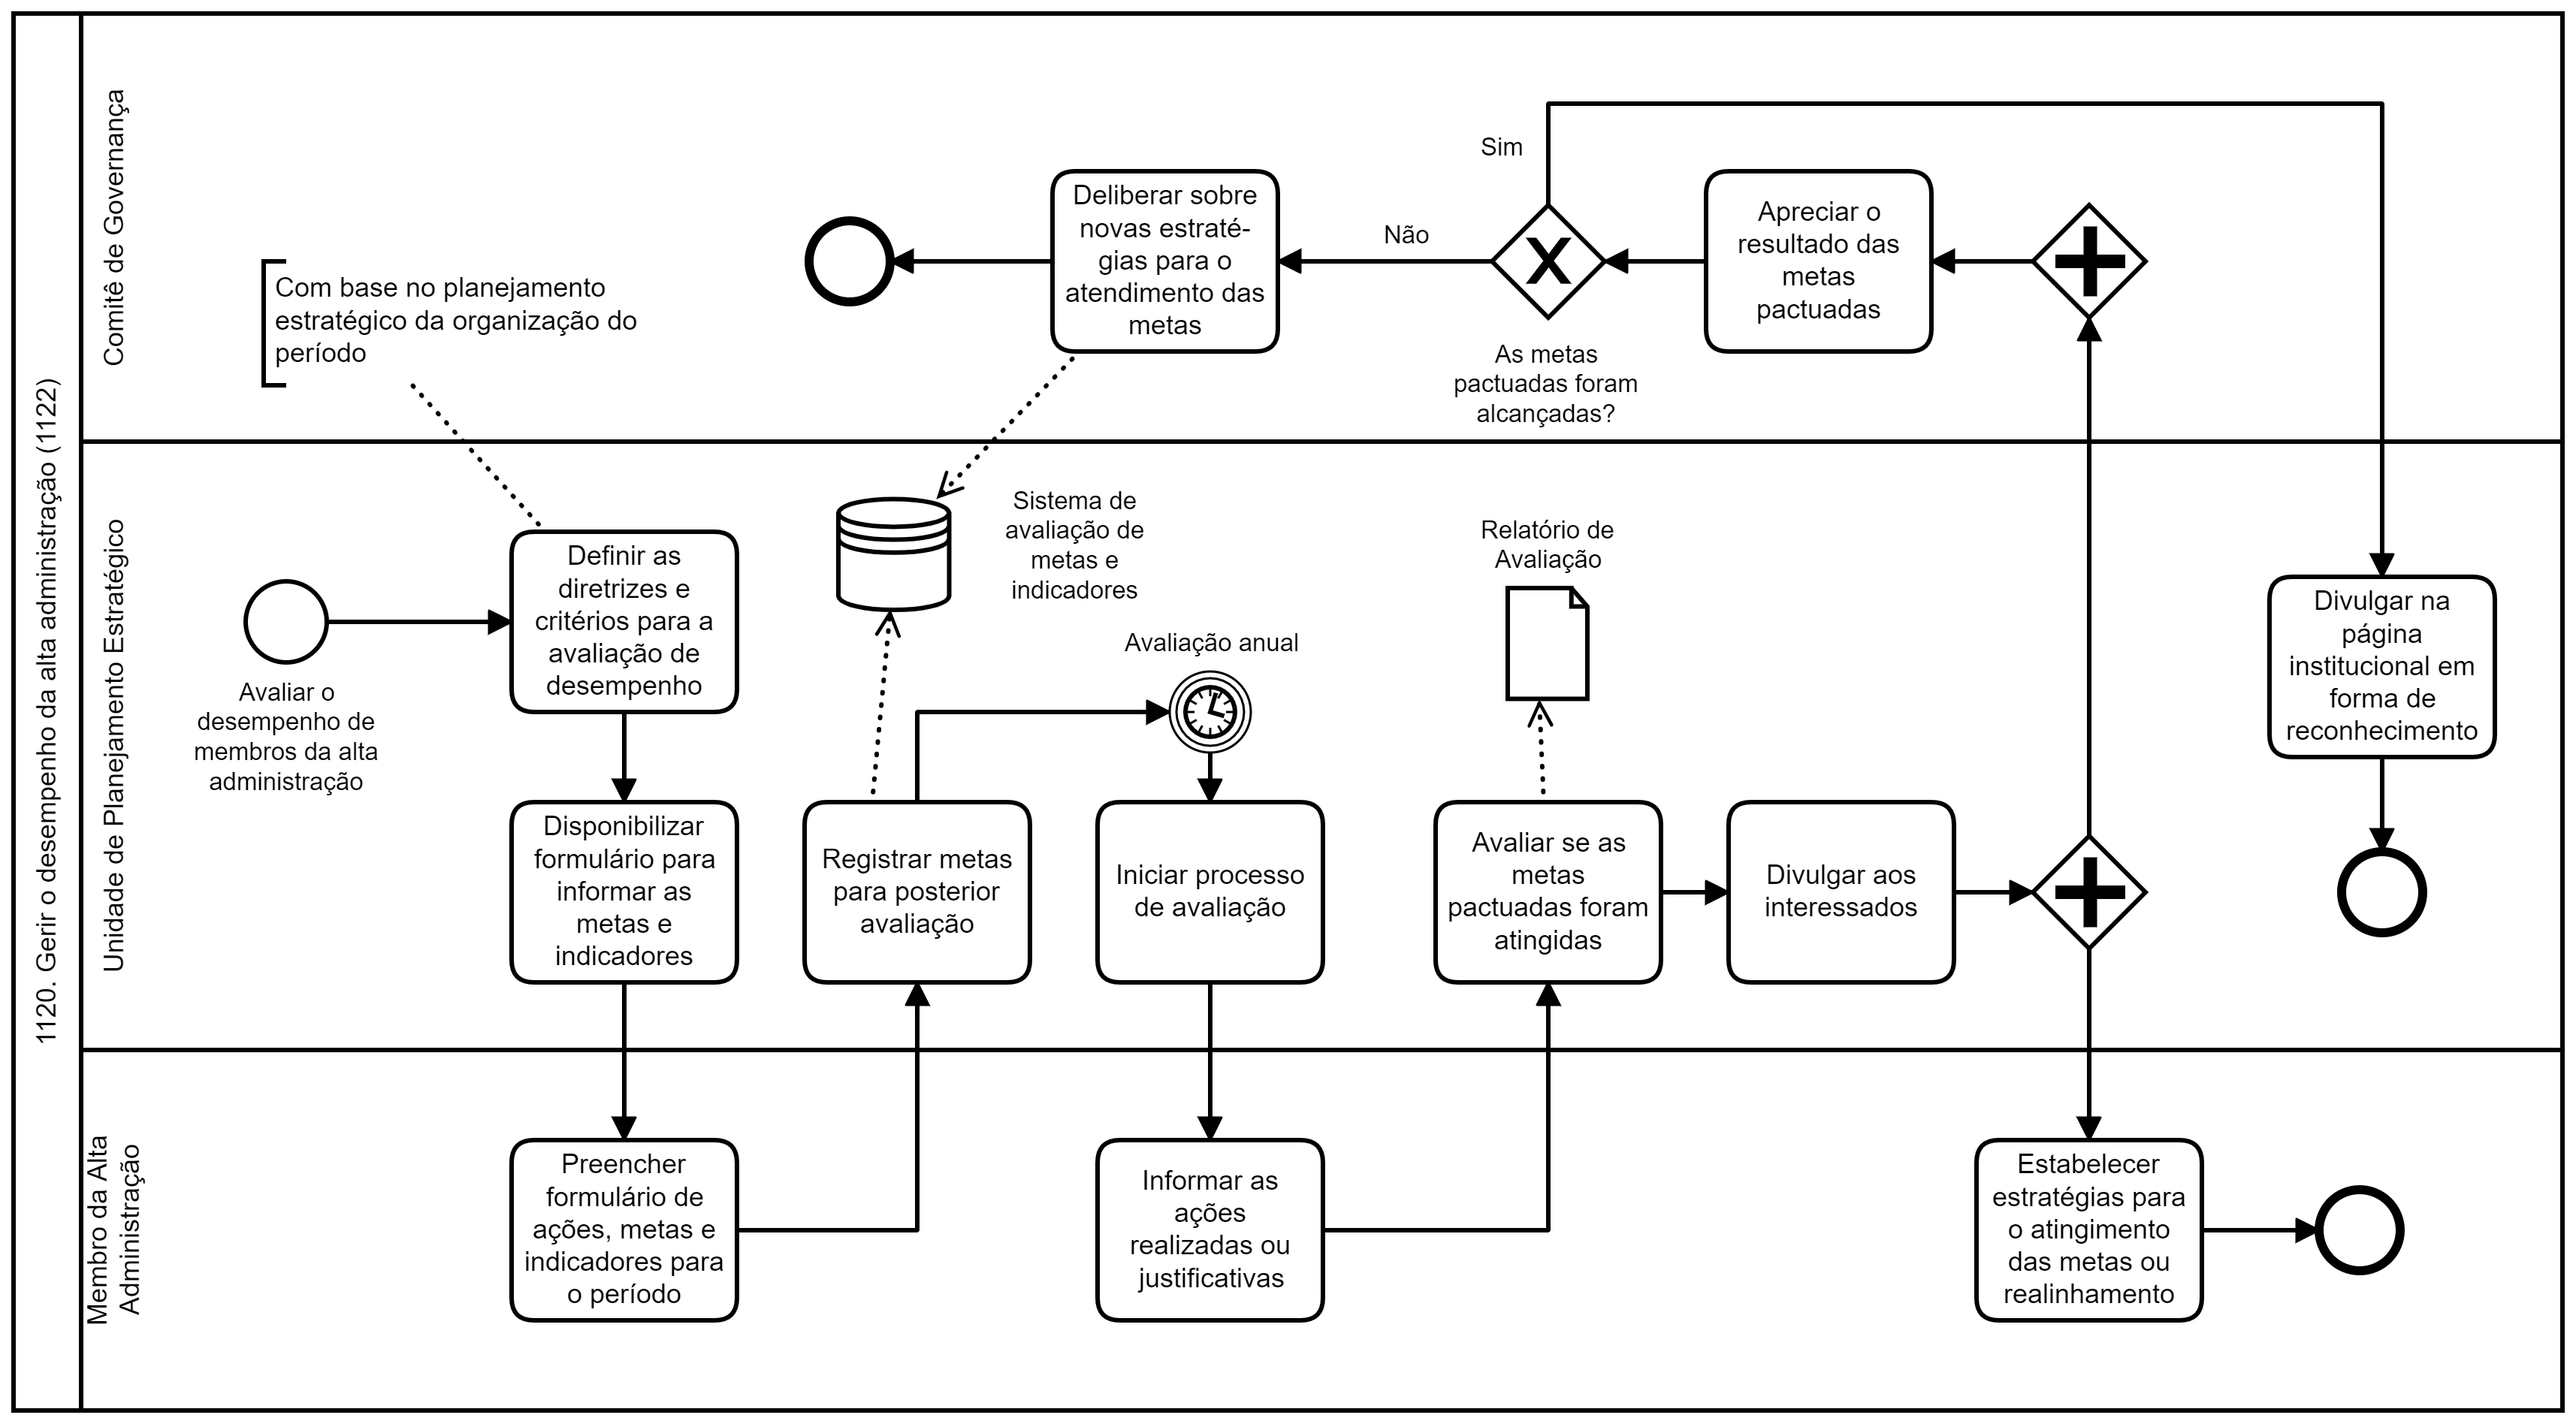 1120. Gerir o desempenho da alta administração (1122)
Comitê de Governança
Com base no planejamento
estratégico da organização do
período
Deliberar sobre
novas estraté-
gias para o
atendimento das
metas
Não
Sim
As metas
pactuadas foram
alcançadas?
Apreciar o
resultado das
metas
pactuadas
Unidade de Planejamento Estratégico
Avaliar o
desempenho de
membros da alta
administração
Definir as
diretrizes e
critérios para a
avaliação de
desempenho
Disponibilizar
formulário para
informar as
metas e
indicadores
Sistema de
avaliação de
metas e
indicadores
Registrar metas
para posterior
avaliação
Avaliação anual
Iniciar processo
de avaliação
Relatório de
Avaliação
Avaliar se as
metas
pactuadas foram
atingidas
Divulgar aos
interessados
Divulgar na
página
institucional em
forma de
reconhecimento
Membro da Alta
Administração
Preencher
formulário de
ações, metas e
indicadores para
o período
Informar as
ações
realizadas ou
justificativas
Estabelecer
estratégias para
o atingimento
das metas ou
realinhamento